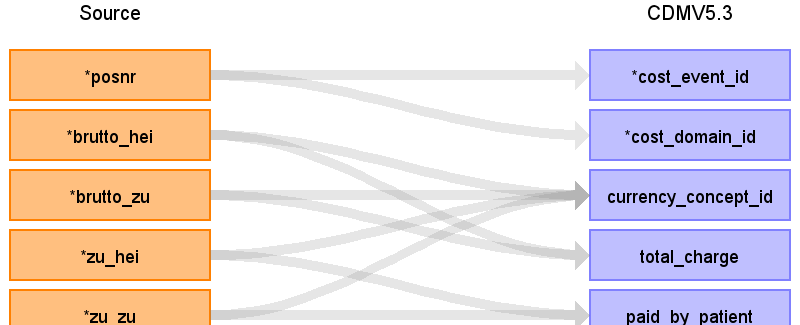 Source
CDMV5.3
*posnr
*cost_event_id
*brutto_hei
*cost_domain_id
*brutto_zu
currency_concept_id
*zu_hei
total_charge
*zu_zu
paid_by_patient